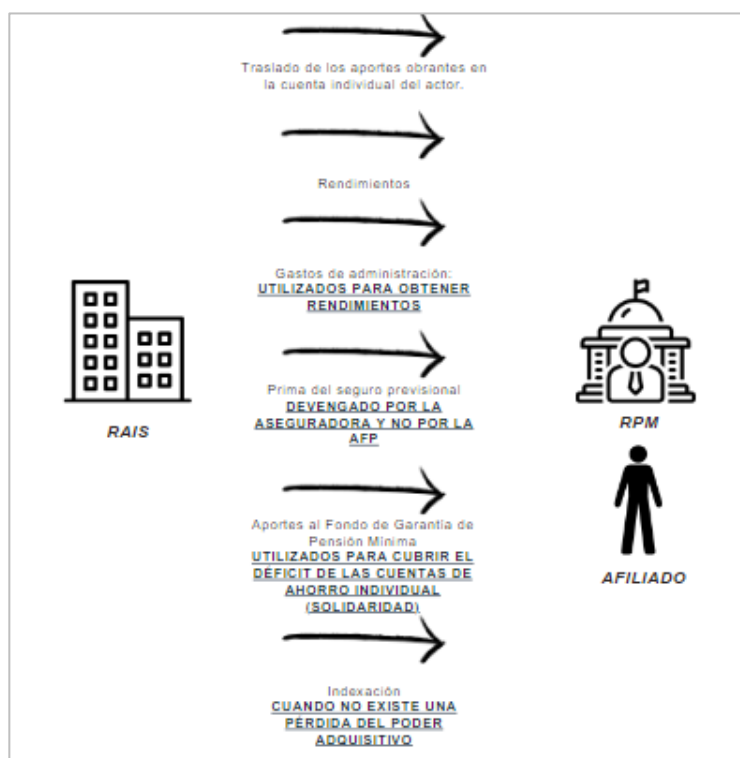 Traslado de los aportes obrantes en
la cuenta individual del actor.
Rendimientos
Gastos de administración:
UTILIZADOS PARA OBTENER
RENDIMIENTOS
Prima del seguro previsional
DEVENGADO POR LA
ASEGURADORA Y NO POR LA
AFP
RAIS
RPM
Aportes al Fondo de Garantía de
Pensión Mínima
UTILIZADOS PARA CUBRIR EL
DÉFICIT DE LAS CUENTAS DE
AHORRO INDIVIDUAL
(SOLIDARIDAD)
AFILIADO
Indexación
CUANDO NO EXISTE UNA
PÉRDIDA DEL PODER
ADQUISITIVO